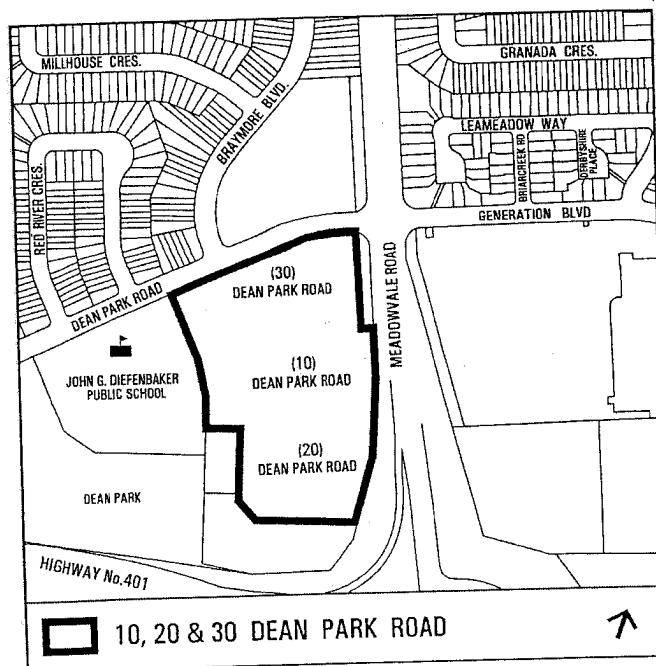 MILLHOUSE CRES.
BRAYMORE BLVD.
GRANADA CRES.
LEAMEADOW WAY
BRIARCREEK RD
DERBYSHIRE
PLACE
RED RIVER CRES.
GENERATION BLVD
DEAN PARK ROAD
(30)
DEAN PARK ROAD
MEADOWVALE ROAD
JOHN G. DIEFENBAKER
PUBLIC SCHOOL
(10)
DEAN PARK ROAD
(20)
DEAN PARK ROAD
DEAN PARK
HIGHWAY No.401
10, 20 & 30 DEAN PARK ROAD